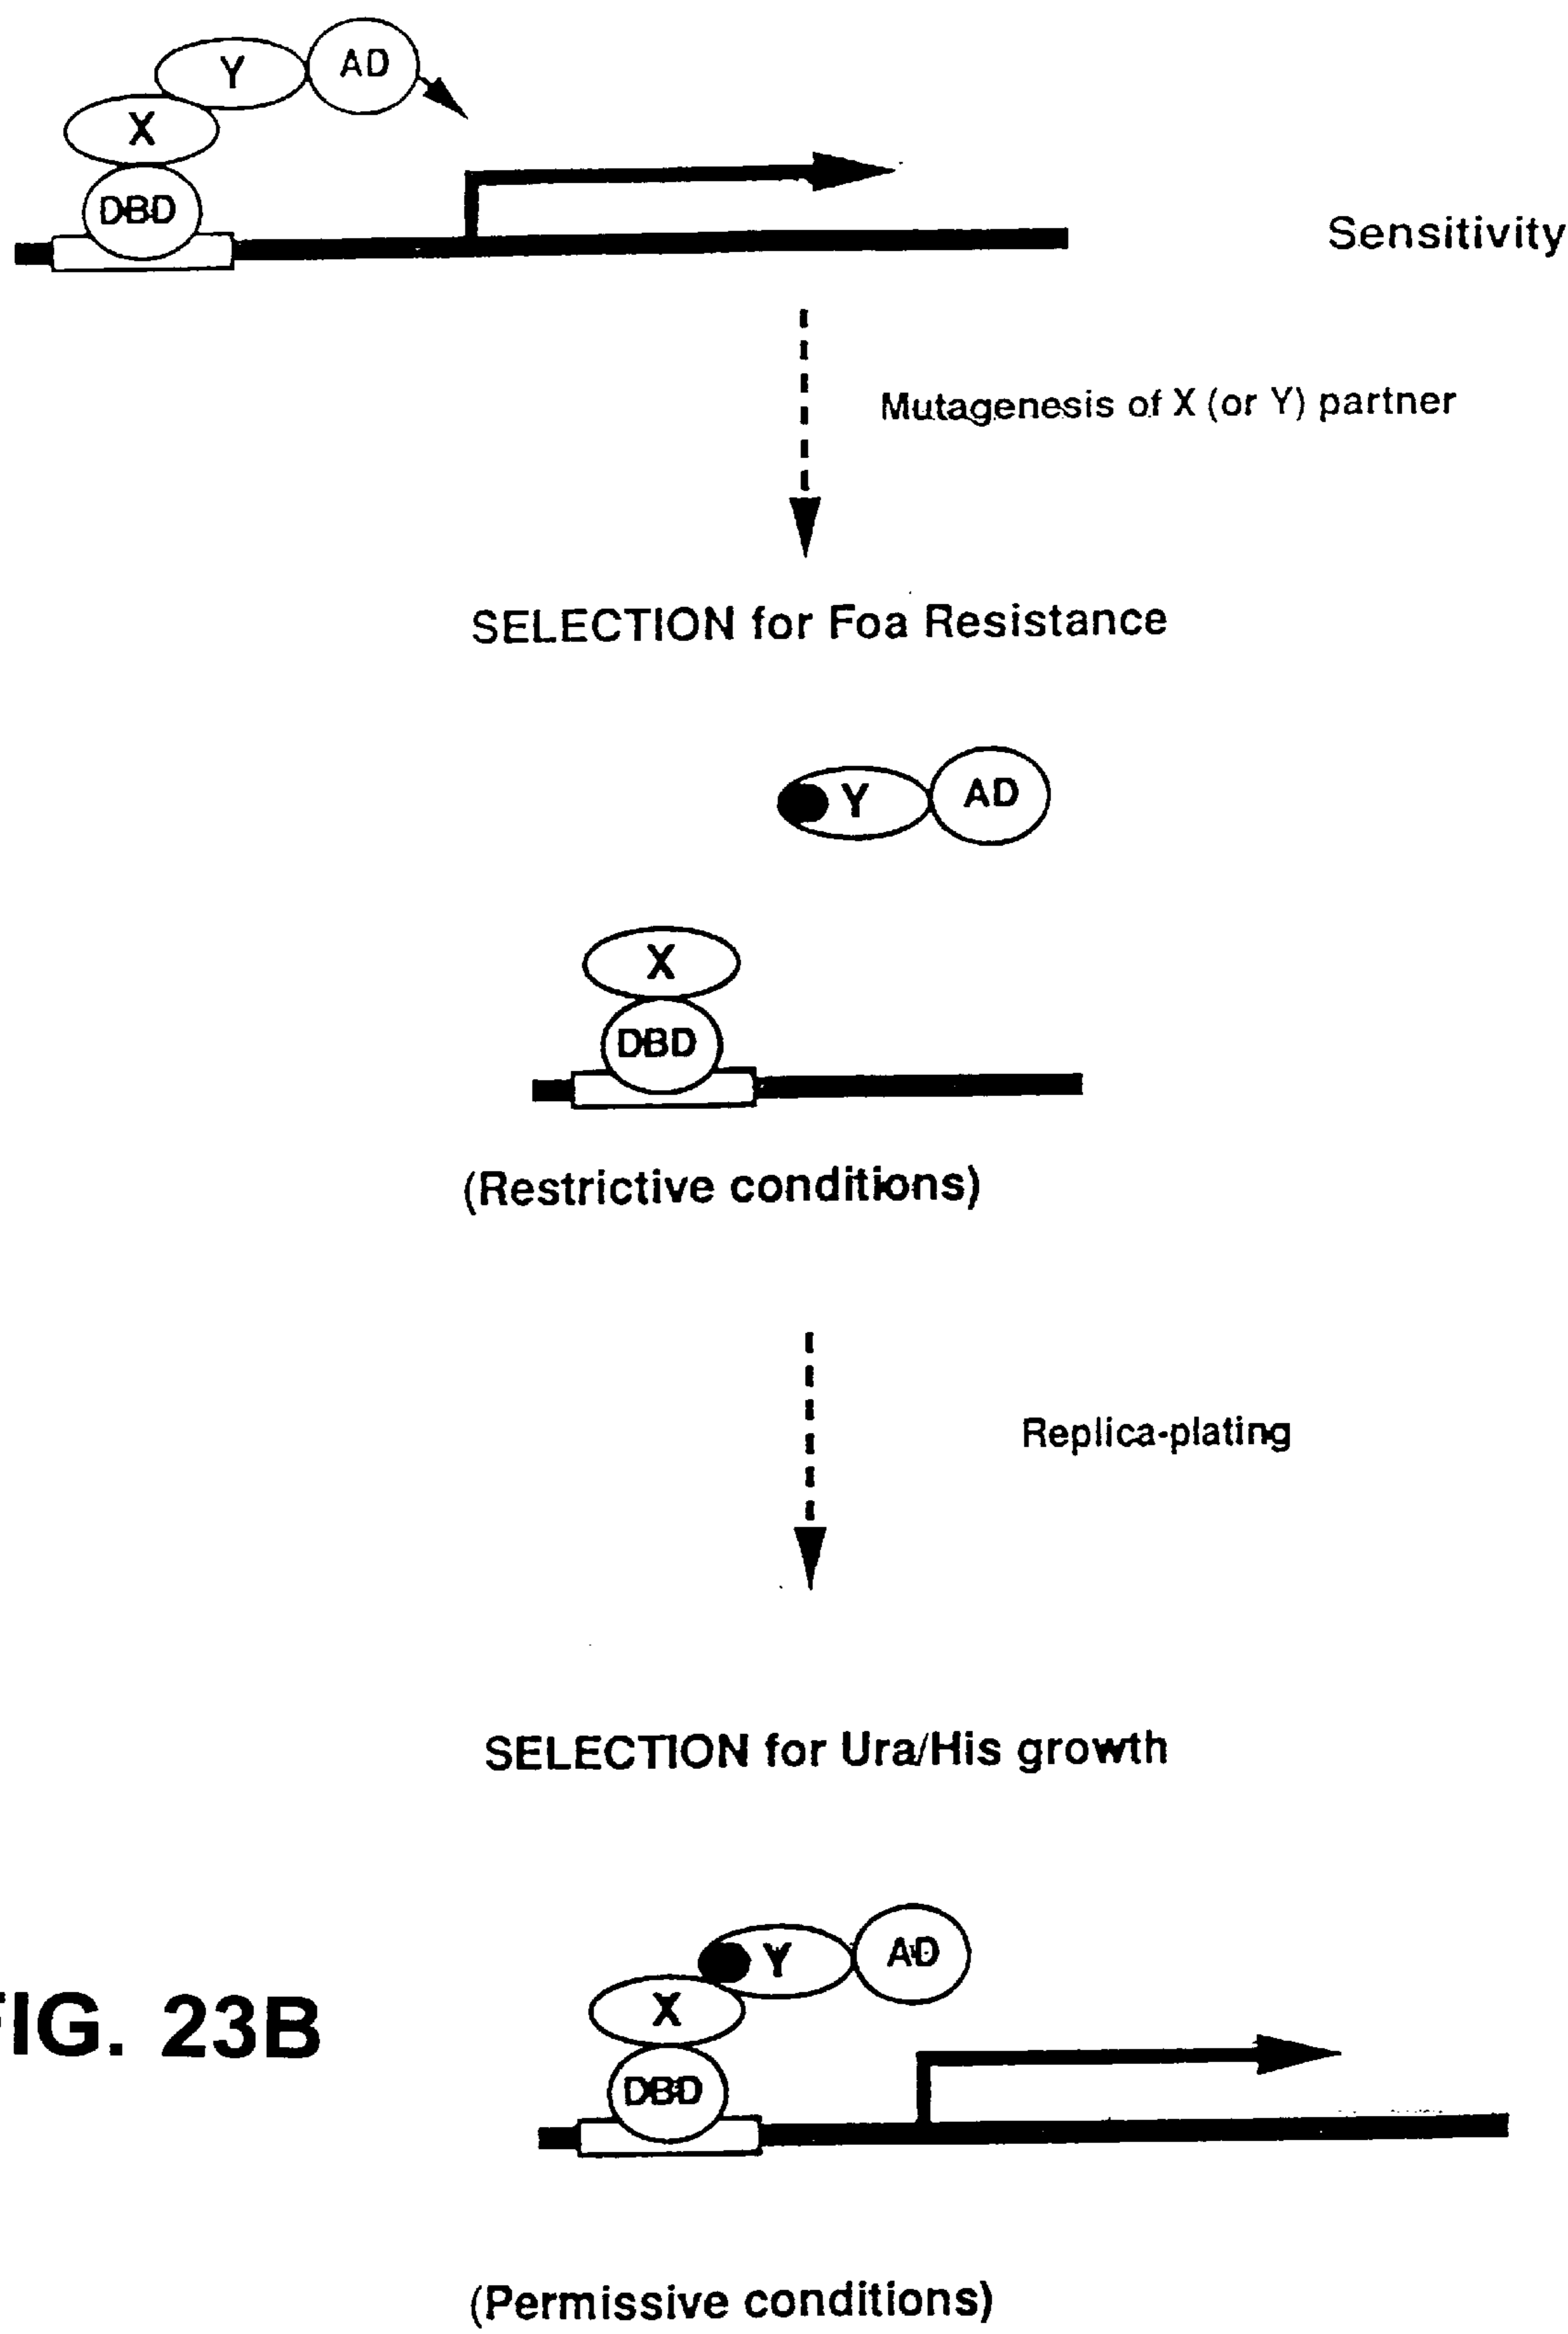 Y AD
X
DBD
Sensitivity
Mutagenesis of X (or Y) partner
SELECTION for Foa Resistance
Y AD
X
DBD
(Restrictive conditions)
Replica-plating
SELECTION for Ura/His growth
Y AD
X
FIG. 23B
DBD
(Permissive conditions)